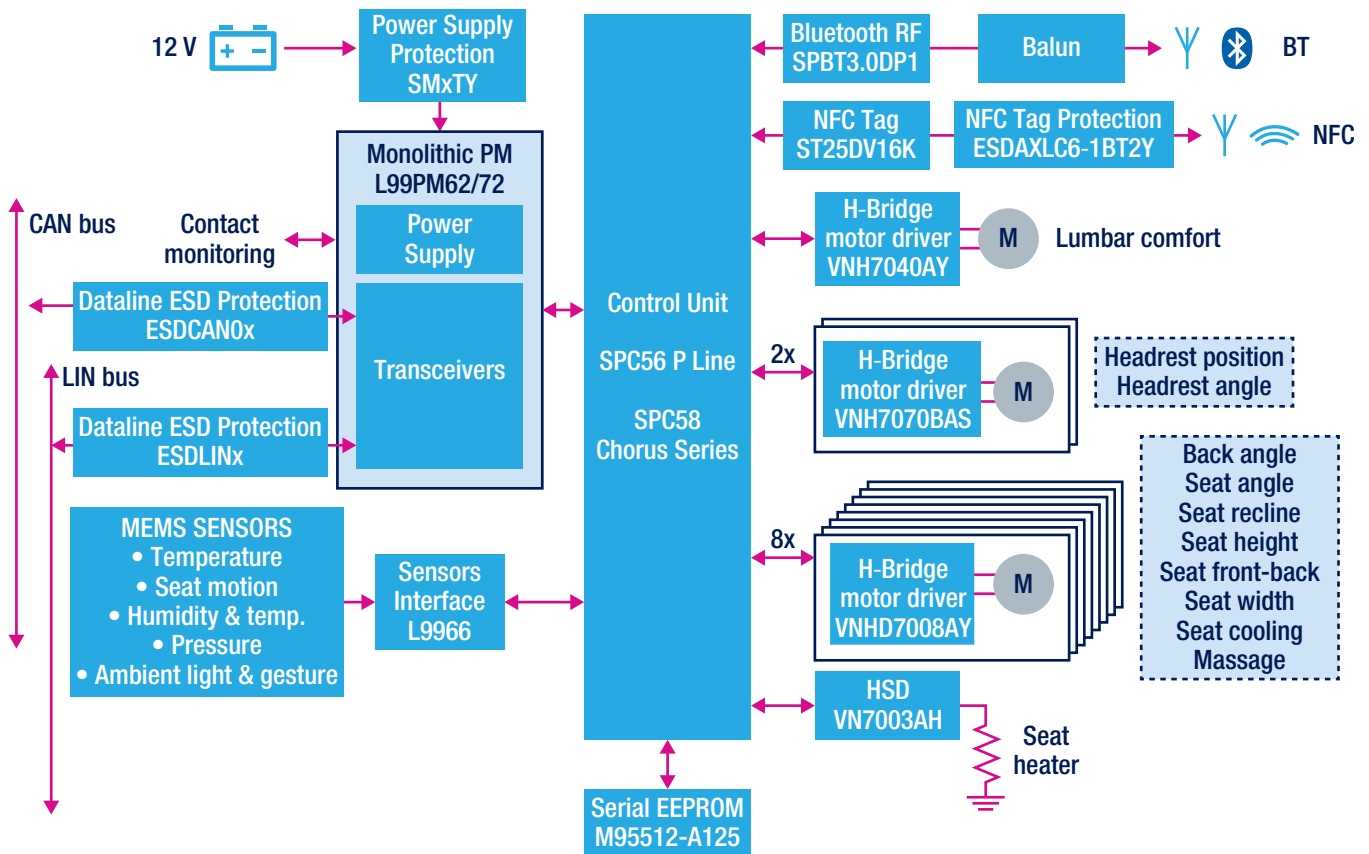 12 V
+ -
Power Supply
Protection
SMxTY
Monolithic PM
L99PM62/72
Power
Supply
Transceivers
CAN bus
Contact
monitoring
Dataline ESD Protection
ESDCAN0x
LIN bus
Dataline ESD Protection
ESDLINx
MEMS SENSORS
• Temperature
• Seat motion
• Humidity & temp.
• Pressure
• Ambient light & gesture
Sensors
Interface
L9966
Control Unit
SPC56 P Line
SPC58
Chorus Series
Serial EEPROM
M95512-A125
Bluetooth RF
SPBT3.0DP1
Balun
BT
NFC Tag
ST25DV16K
NFC Tag Protection
ESDAXLC6-1BT2Y
NFC
H-Bridge
motor driver
VNH7040AY
M
Lumbar comfort
2x
H-Bridge
motor driver
VNH7070BAS
M
Headrest position
Headrest angle
8x
H-Bridge
motor driver
VNHD7008AY
M
Back angle
Seat angle
Seat recline
Seat height
Seat front-back
Seat width
Seat cooling
Massage
HSD
VN7003AH
Seat
heater